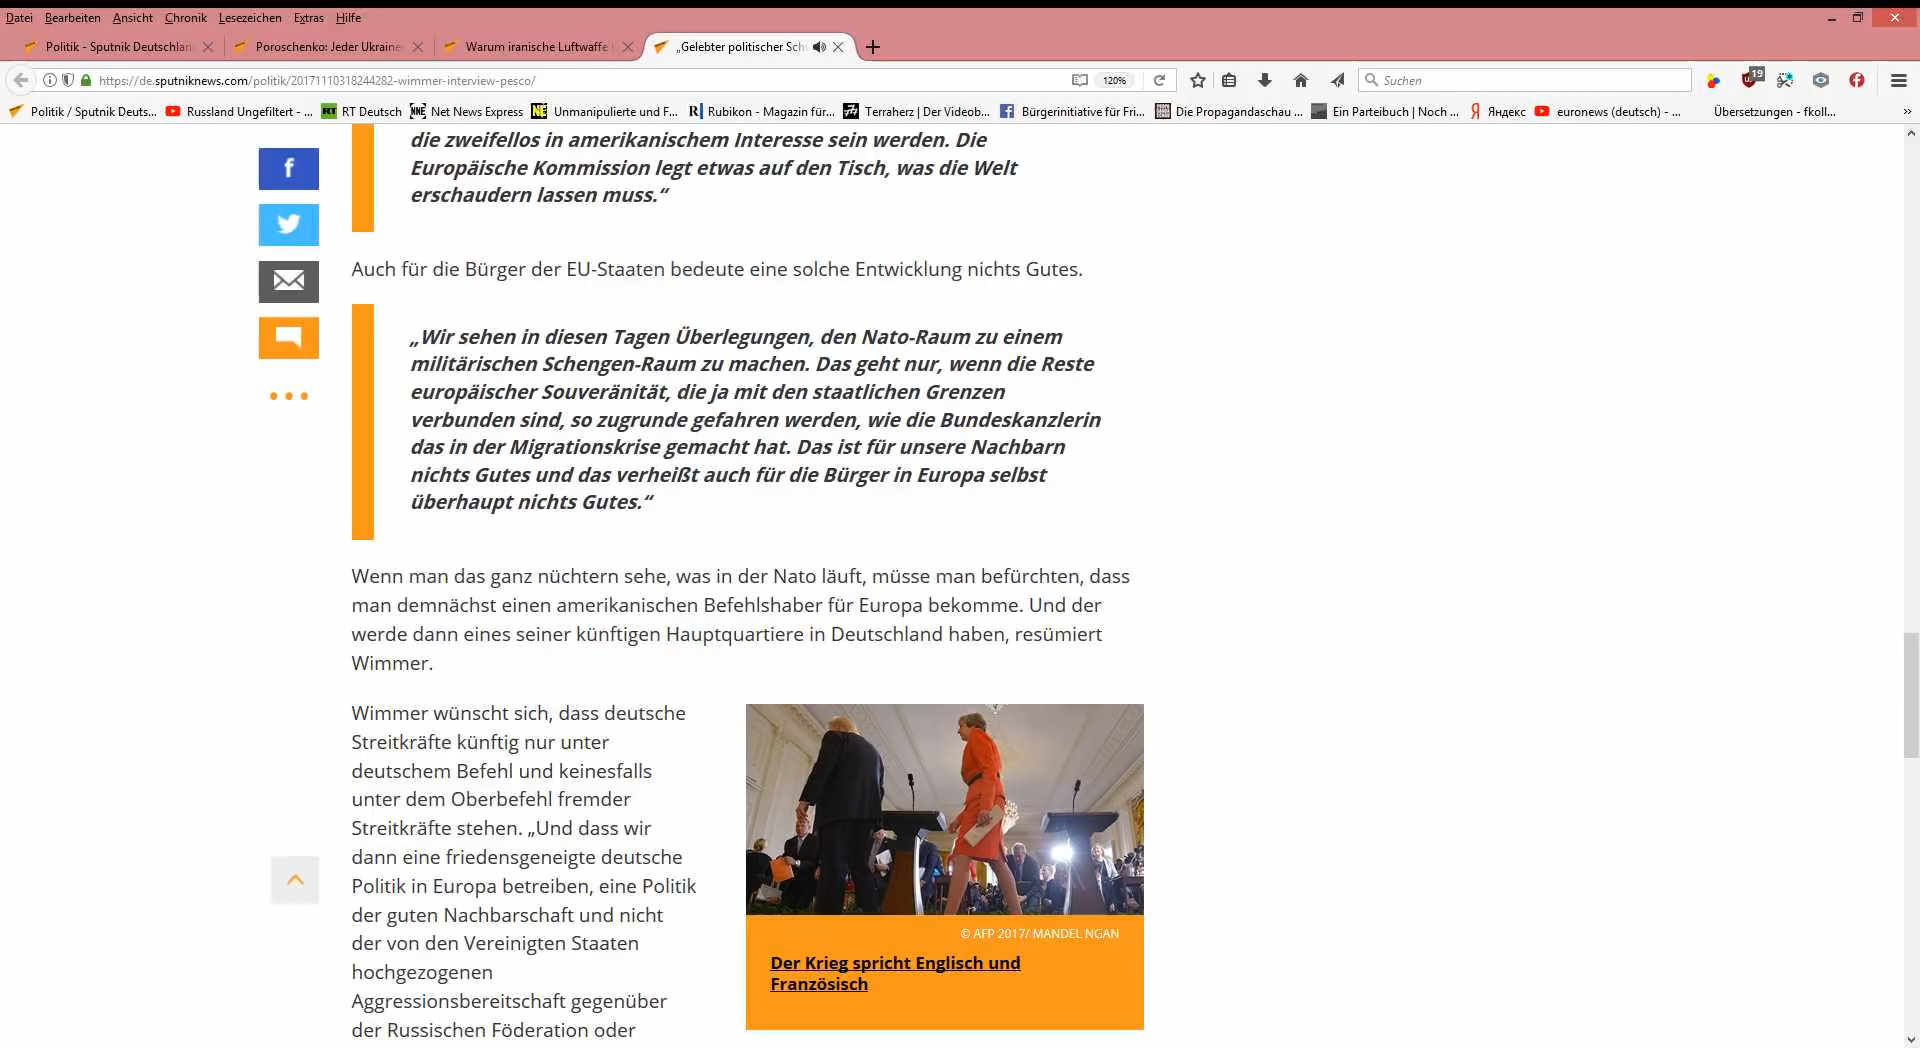 Datei Bearbeiten Ansicht Chronik Lesezeichen Extras Hilfe
Politik - Sputnik Deutschlan
Poroschenko: Jeder Ukraine
Warum iranische Luftwaffe
„Gelebter politischer Sch
https://de.sputniknews.com/politik/20171110318244282-wimmer-interview-pesco/
120%
Suchen
19
Politik / Sputnik Deuts... Russland Ungefiltert - ... RT Deutsch Net News Express Unmanipulierte und F... Rubikon - Magazin für... Terraherz | Der Videob... Bürgerinitiative für Fri... Die Propagandaschau ... Ein Parteibuch | Noch ... Яндекс euronews (deutsch) - ... Übersetzungen - fkoll...
die zweifellos in amerikanischem Interesse sein werden. Die
Europäische Kommission legt etwas auf den Tisch, was die Welt
erschaudern lassen muss.“
Auch für die Bürger der EU-Staaten bedeute eine solche Entwicklung nichts Gutes.
„Wir sehen in diesen Tagen Überlegungen, den Nato-Raum zu einem
militärischen Schengen-Raum zu machen. Das geht nur, wenn die Reste
europäischer Souveränität, die ja mit den staatlichen Grenzen
verbunden sind, so zugrunde gefahren werden, wie die Bundeskanzlerin
das in der Migrationskrise gemacht hat. Das ist für unsere Nachbarn
nichts Gutes und das verheißt auch für die Bürger in Europa selbst
überhaupt nichts Gutes.“
Wenn man das ganz nüchtern sehe, was in der Nato läuft, müsse man befürchten, dass
man demnächst einen amerikanischen Befehlshaber für Europa bekomme. Und der
werde dann eines seiner künftigen Hauptquartiere in Deutschland haben, resümiert
Wimmer.
Wimmer wünscht sich, dass deutsche
Streitkräfte künftig nur unter
deutschem Befehl und keinesfalls
unter dem Oberbefehl fremder
Streitkräfte stehen. „Und dass wir
dann eine friedensgeneigte deutsche
Politik in Europa betreiben, eine Politik
der guten Nachbarschaft und nicht
der von den Vereinigten Staaten
hochgezogenen
Aggressionsbereitschaft gegenüber
der Russischen Föderation oder
© AFP 2017/ MANDEL NGAN
Der Krieg spricht Englisch und
Französisch